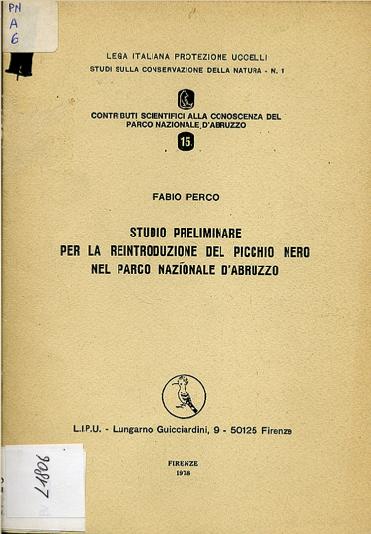 PN
A
6
LEGA ITALIANA PROTEZIONE UCCELLI
STUDI SULLA CONSERVAZIONE DELLA NATURA - N. 1
CONTRIBUTI SCIENTIFICI ALLA CONOSCENZA DEL
PARCO NAZIONALE D'ABRUZZO
15.
FABIO PERCO
STUDIO PRELIMINARE
PER LA REINTRODUZIONE DEL PICCHIO NERO
NEL PARCO NAZIONALE D'ABRUZZO
L.I.P.U. - Lungarno Guicciardini, 9 - 50125 Firenze
FIRENZE
1978